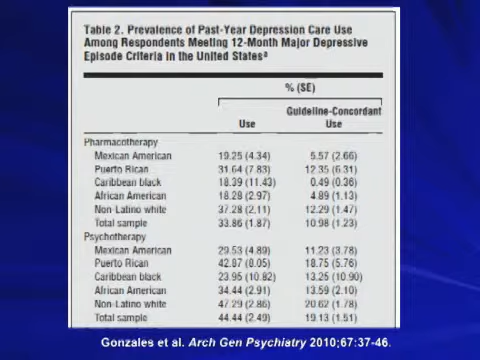 Table 2. Prevalence of Past-Year Depression Care Use
Among Respondents Meeting 12-Month Major Depressive
Episode Criteria in the United Statesa
% (SE)
Guideline-Concordant
Use Use
Pharmacotherapy
Mexican American 19.25 (4.34) 5.57 (2.66)
Puerto Rican 31.64 (7.83) 12.35 (6.31)
Caribbean black 18.39 (11.43) 0.49 (0.36)
African American 18.28 (2.97) 4.89 (1.13)
Non-Latino white 37.28 (2.11) 12.29 (1.47)
Total sample 33.86 (1.87) 10.98 (1.23)
Psychotherapy
Mexican American 29.53 (4.89) 11.23 (3.78)
Puerto Rican 42.87 (8.05) 18.75 (5.76)
Caribbean black 23.95 (10.82) 13.25 (10.90)
African American 34.44 (2.91) 13.59 (2.10)
Non-Latino white 47.29 (2.86) 20.62 (1.78)
Total sample 44.44 (2.49) 19.13 (1.51)
Gonzales et al. Arch Gen Psychiatry 2010;67:37-46.